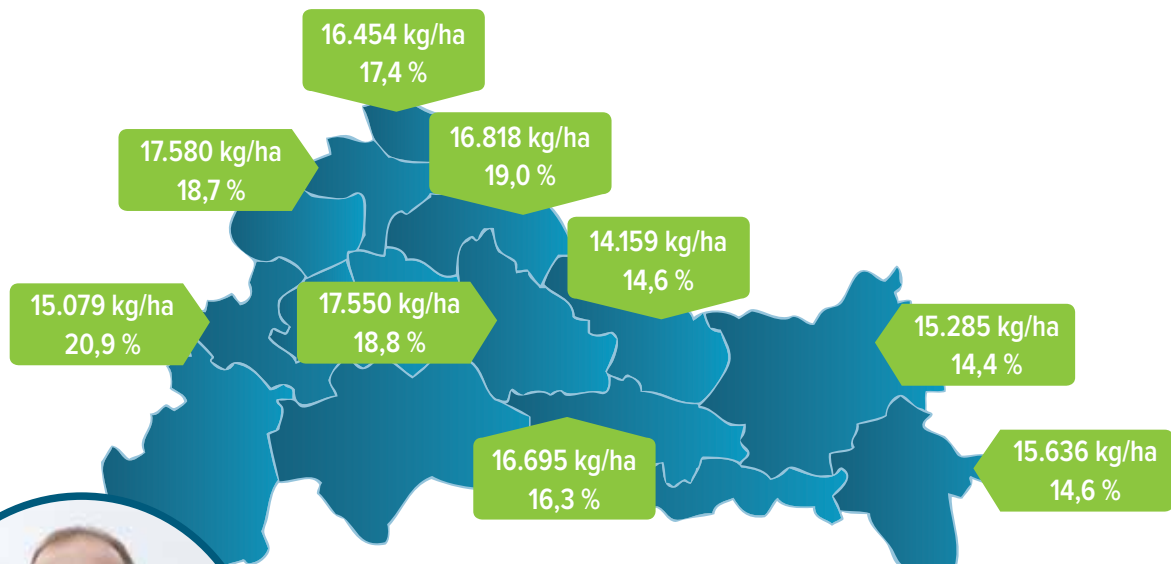 16.454 kg/ha
17,4 %
17.580 kg/ha
18,7 %
16.818 kg/ha
19,0 %
14.159 kg/ha
14,6 %
15.079 kg/ha
20,9 %
17.550 kg/ha
18,8 %
15.285 kg/ha
14,4 %
16.695 kg/ha
16,3 %
15.636 kg/ha
14,6 %